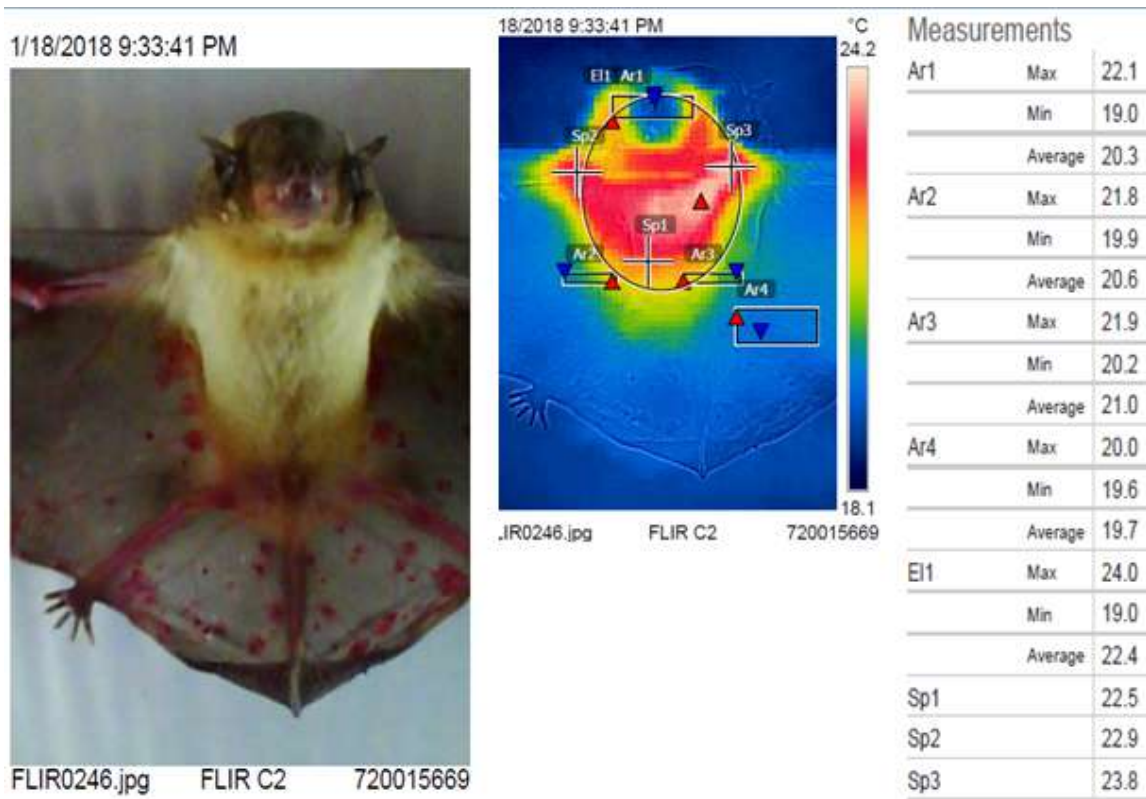 1/18/2018 9:33:41 PM
FLIR0246.jpg FLIR C2 720015669
18/2018 9:33:41 PM °C
24.2
El1 Ar1
Sp2 Sp3
Sp1
Ar2 Ar3
Ar4
18.1
.IR0246.jpg FLIR C2 720015669
Measurements
Ar1 Max 22.1
Min 19.0
Average 20.3
Ar2 Max 21.8
Min 19.9
Average 20.6
Ar3 Max 21.9
Min 20.2
Average 21.0
Ar4 Max 20.0
Min 19.6
Average 19.7
El1 Max 24.0
Min 19.0
Average 22.4
Sp1 22.5
Sp2 22.9
Sp3 23.8